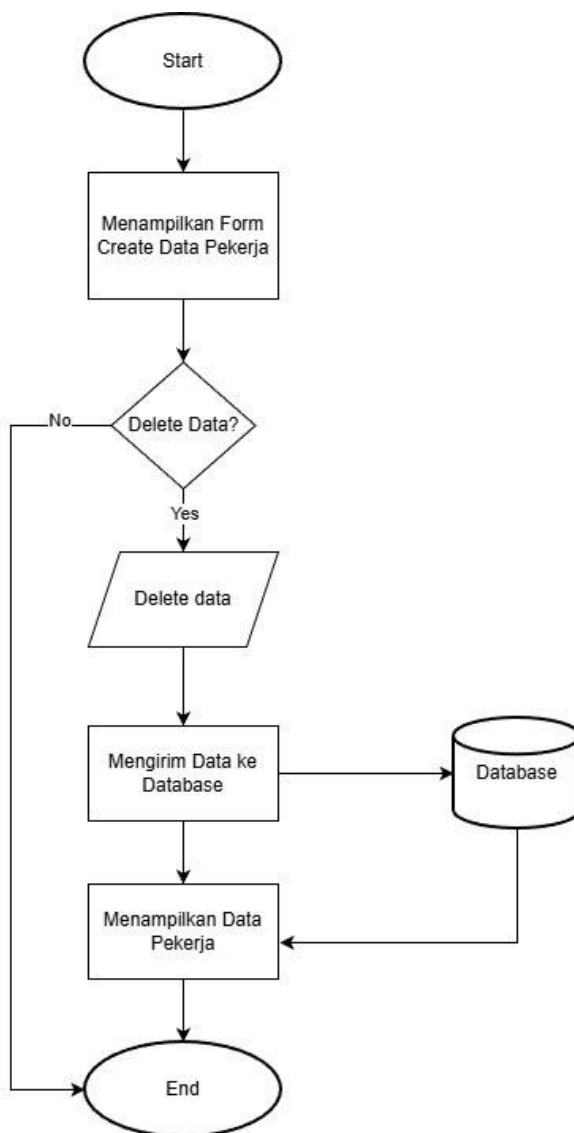 Start
Menampilkan Form
Create Data Pekerja
No
Delete Data?
Yes
Delete data
Mengirim Data ke
Database
Database
Menampilkan Data
Pekerja
End